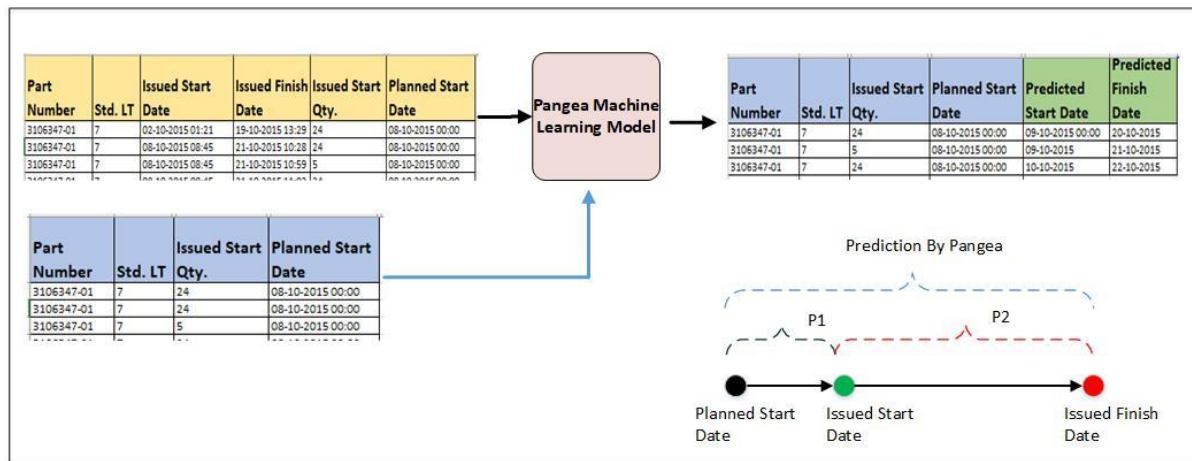 Part Number Std. LT Issued Start Date Issued Finish Date Issued Start Qty. Planned Start Date
3106347-01 7 02-10-2015 01:21 19-10-2015 13:29 24 08-10-2015 00:00
3106347-01 7 08-10-2015 08:45 21-10-2015 10:28 24 08-10-2015 00:00
3106347-01 7 08-10-2015 08:45 21-10-2015 10:59 5 08-10-2015 00:00
Pangea Machine
Learning Model
Part Number Std. LT Issued Start Qty. Planned Start Date Predicted Start Date Predicted Finish Date
3106347-01 7 24 08-10-2015 00:00 09-10-2015 00:00 20-10-2015
3106347-01 7 5 08-10-2015 00:00 09-10-2015 21-10-2015
3106347-01 7 24 08-10-2015 00:00 10-10-2015 22-10-2015
Part Number Std. LT Issued Start Qty. Planned Start Date
3106347-01 7 24 08-10-2015 00:00
3106347-01 7 24 08-10-2015 00:00
3106347-01 7 5 08-10-2015 00:00
Prediction By Pangea
P1 P2
Planned Start
Date
Issued Start
Date
Issued Finish
Date